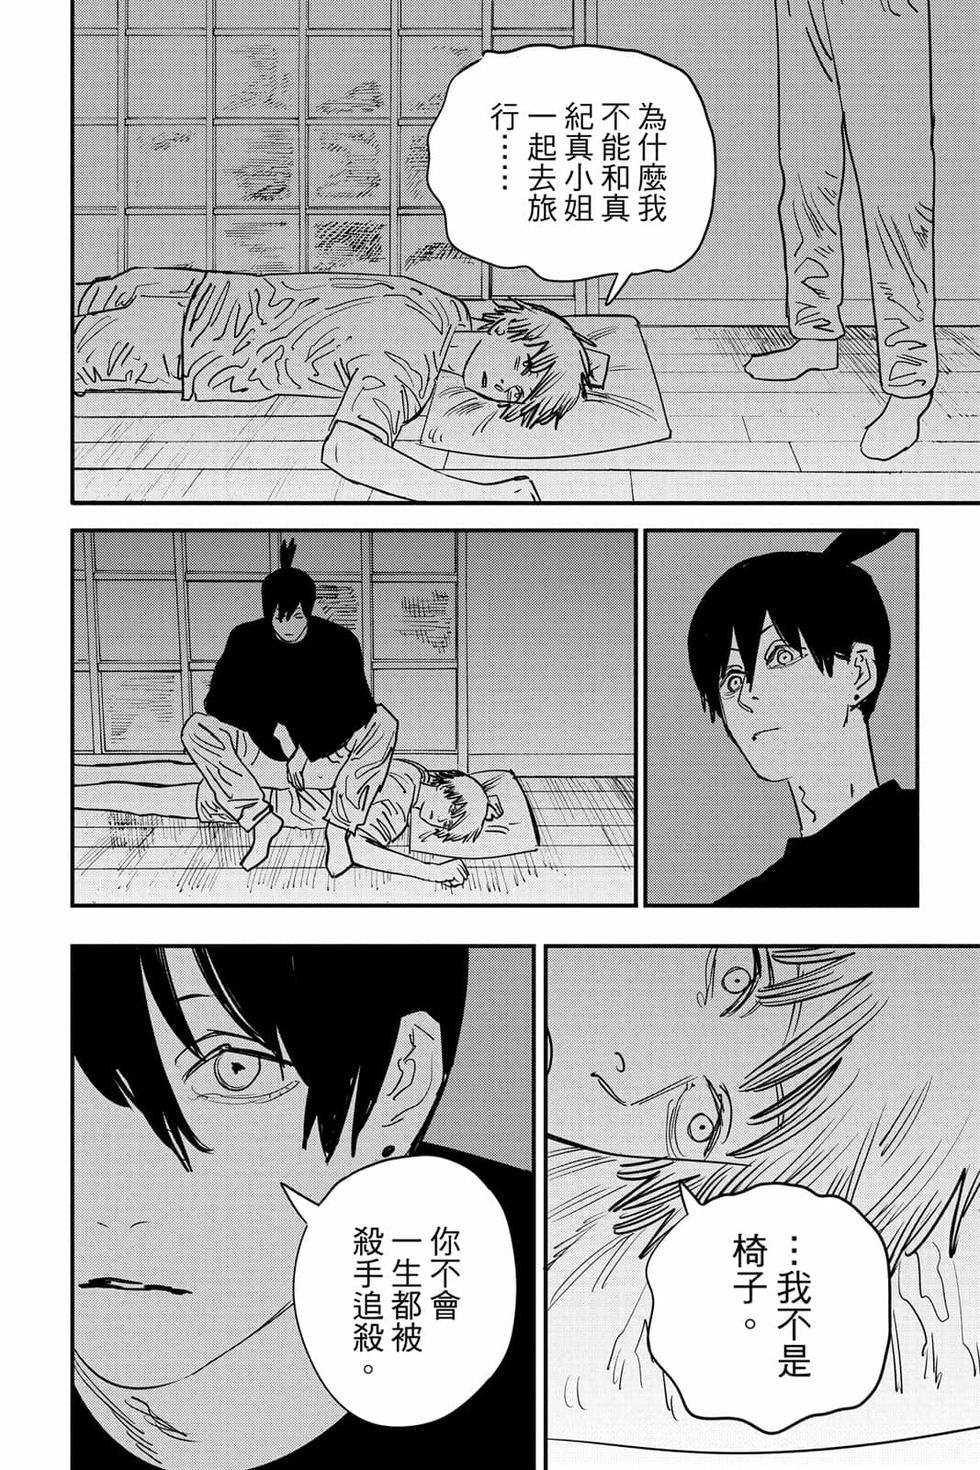 為什麼我
不能和真
紀真小姐
一起去旅
行……
…我不是
椅子。
你不會
一生都被
殺手追殺。